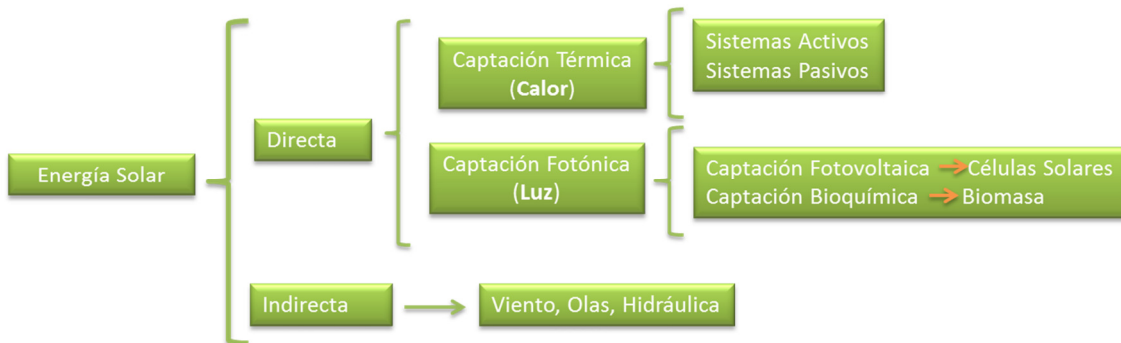 Energía Solar
Directa
Captación Térmica
(Calor)
Sistemas Activos
Sistemas Pasivos
Captación Fotónica
(Luz)
Captación Fotovoltaica Células Solares
Captación Bioquímica Biomasa
Indirecta
Viento, Olas, Hidráulica